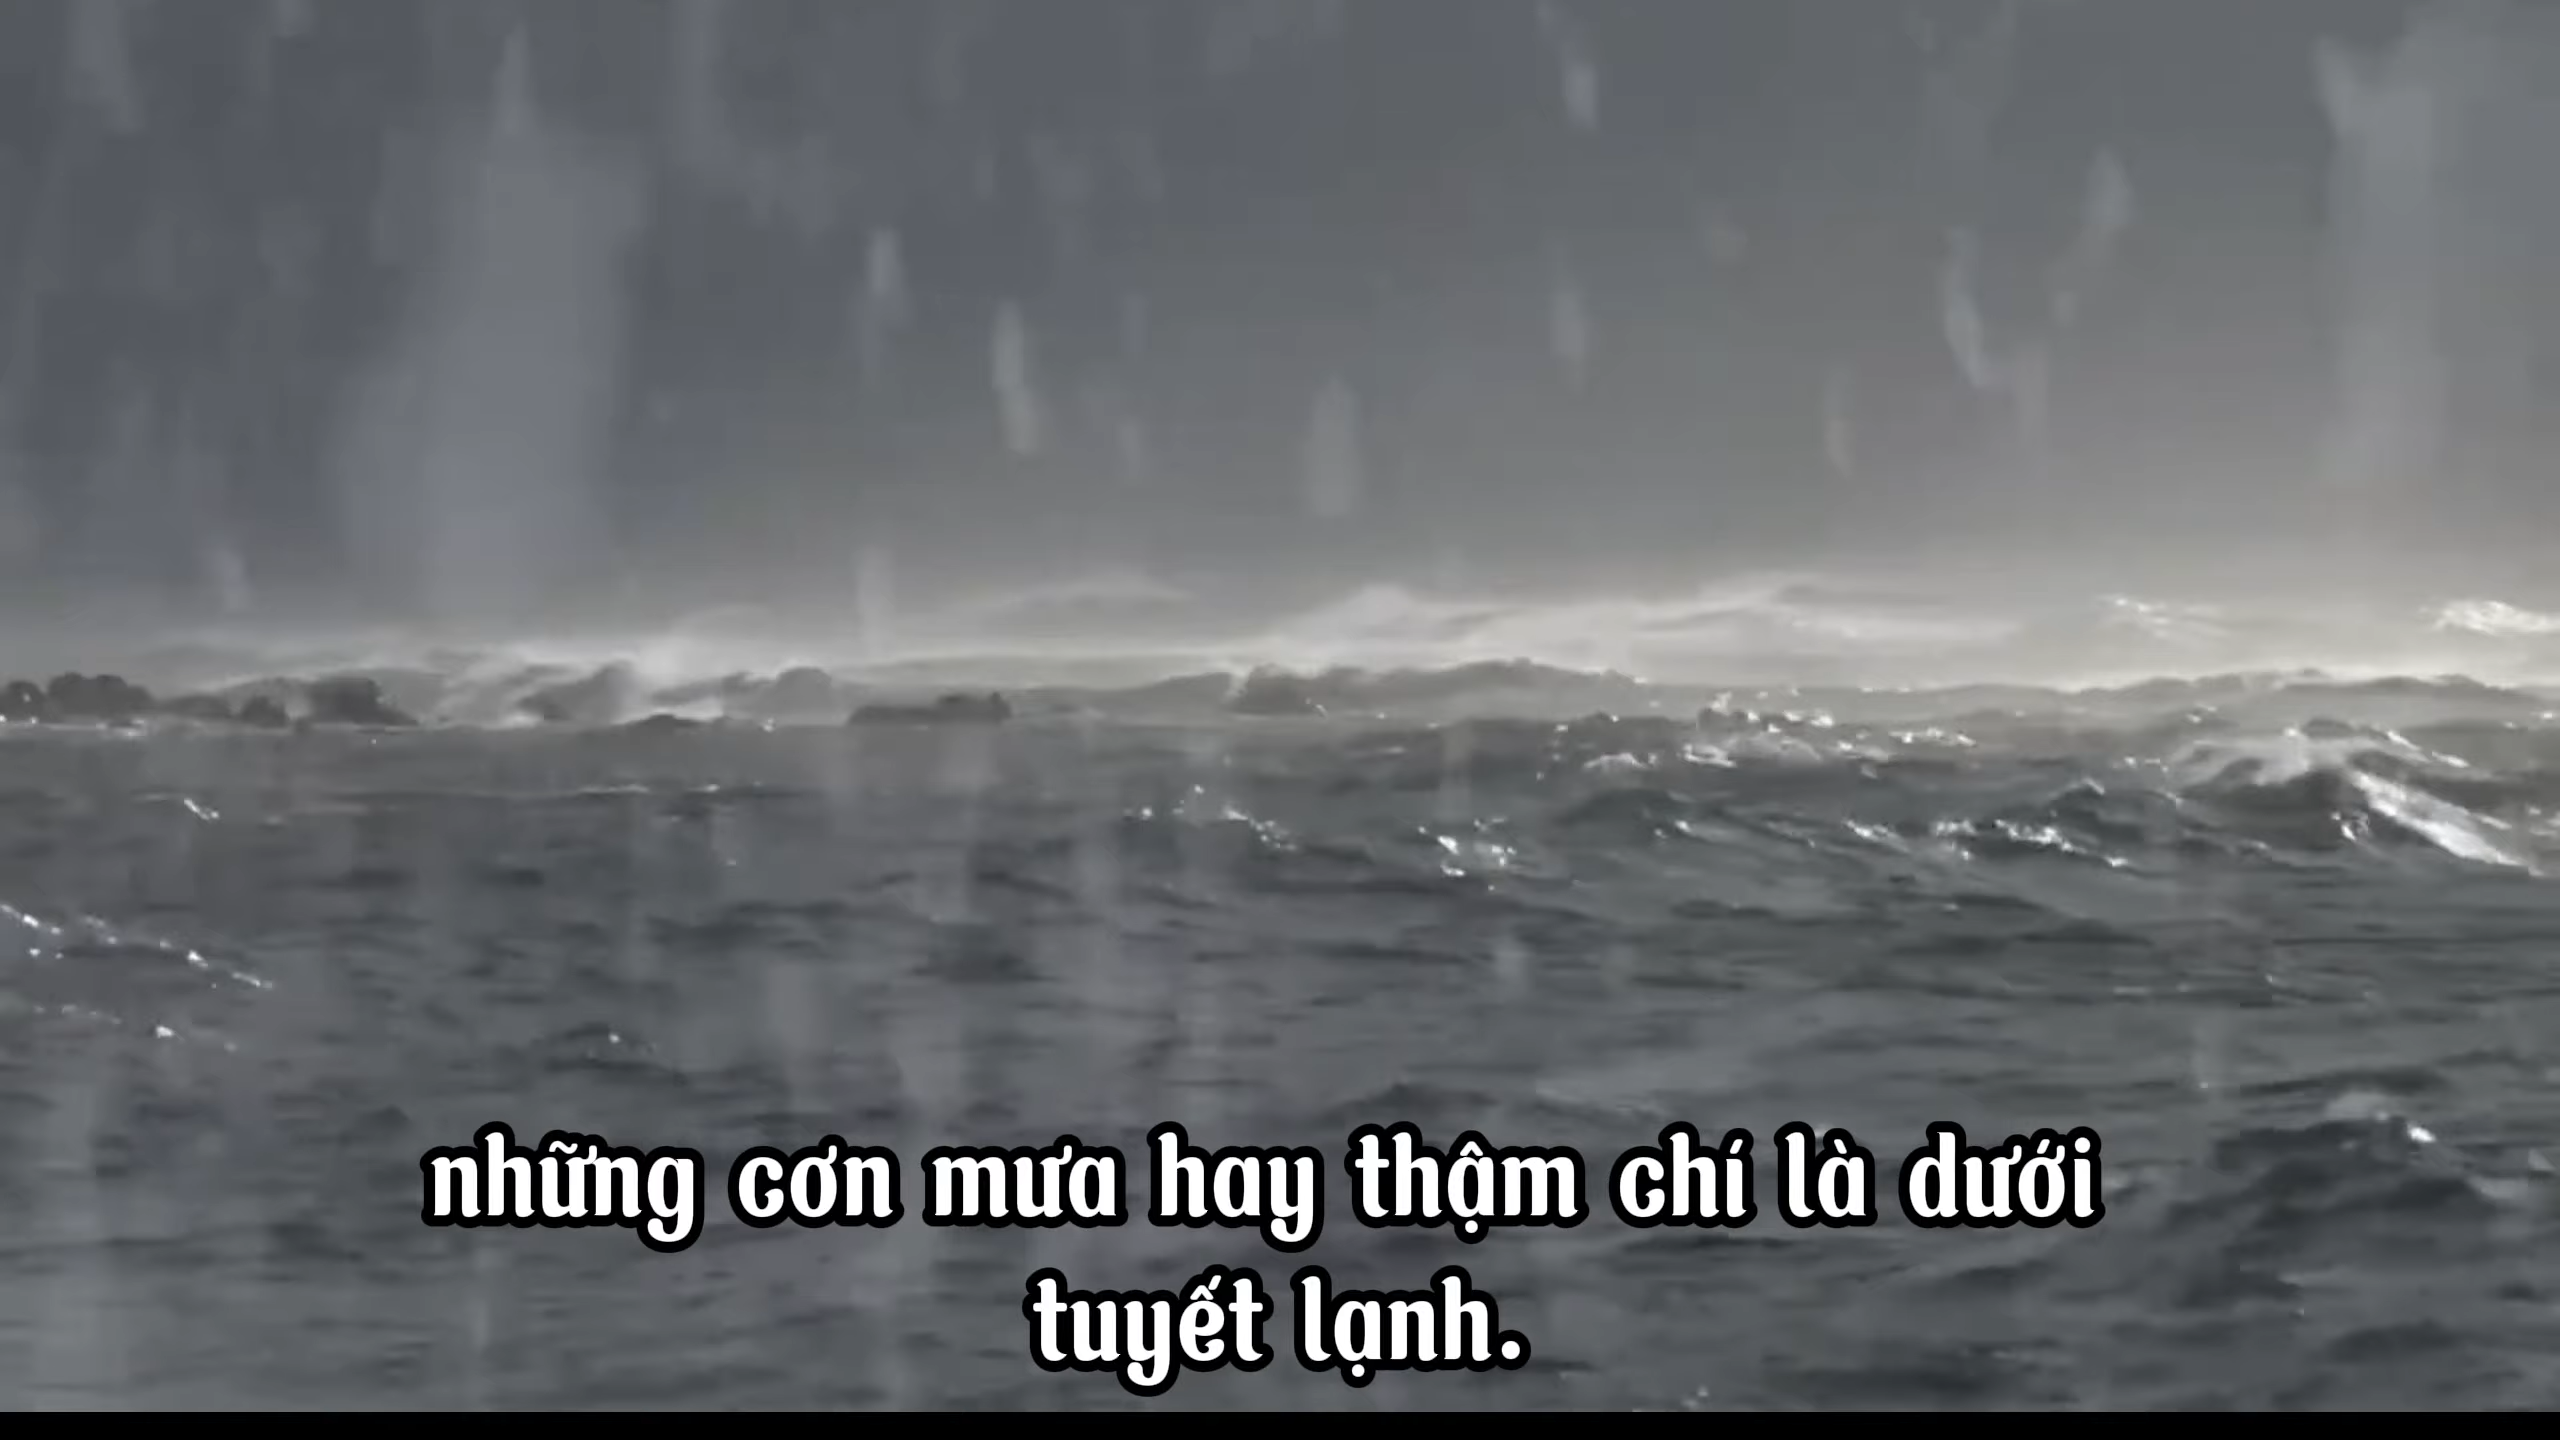 những cơn mưa hay thậm chí là dưới
tuyết lạnh.